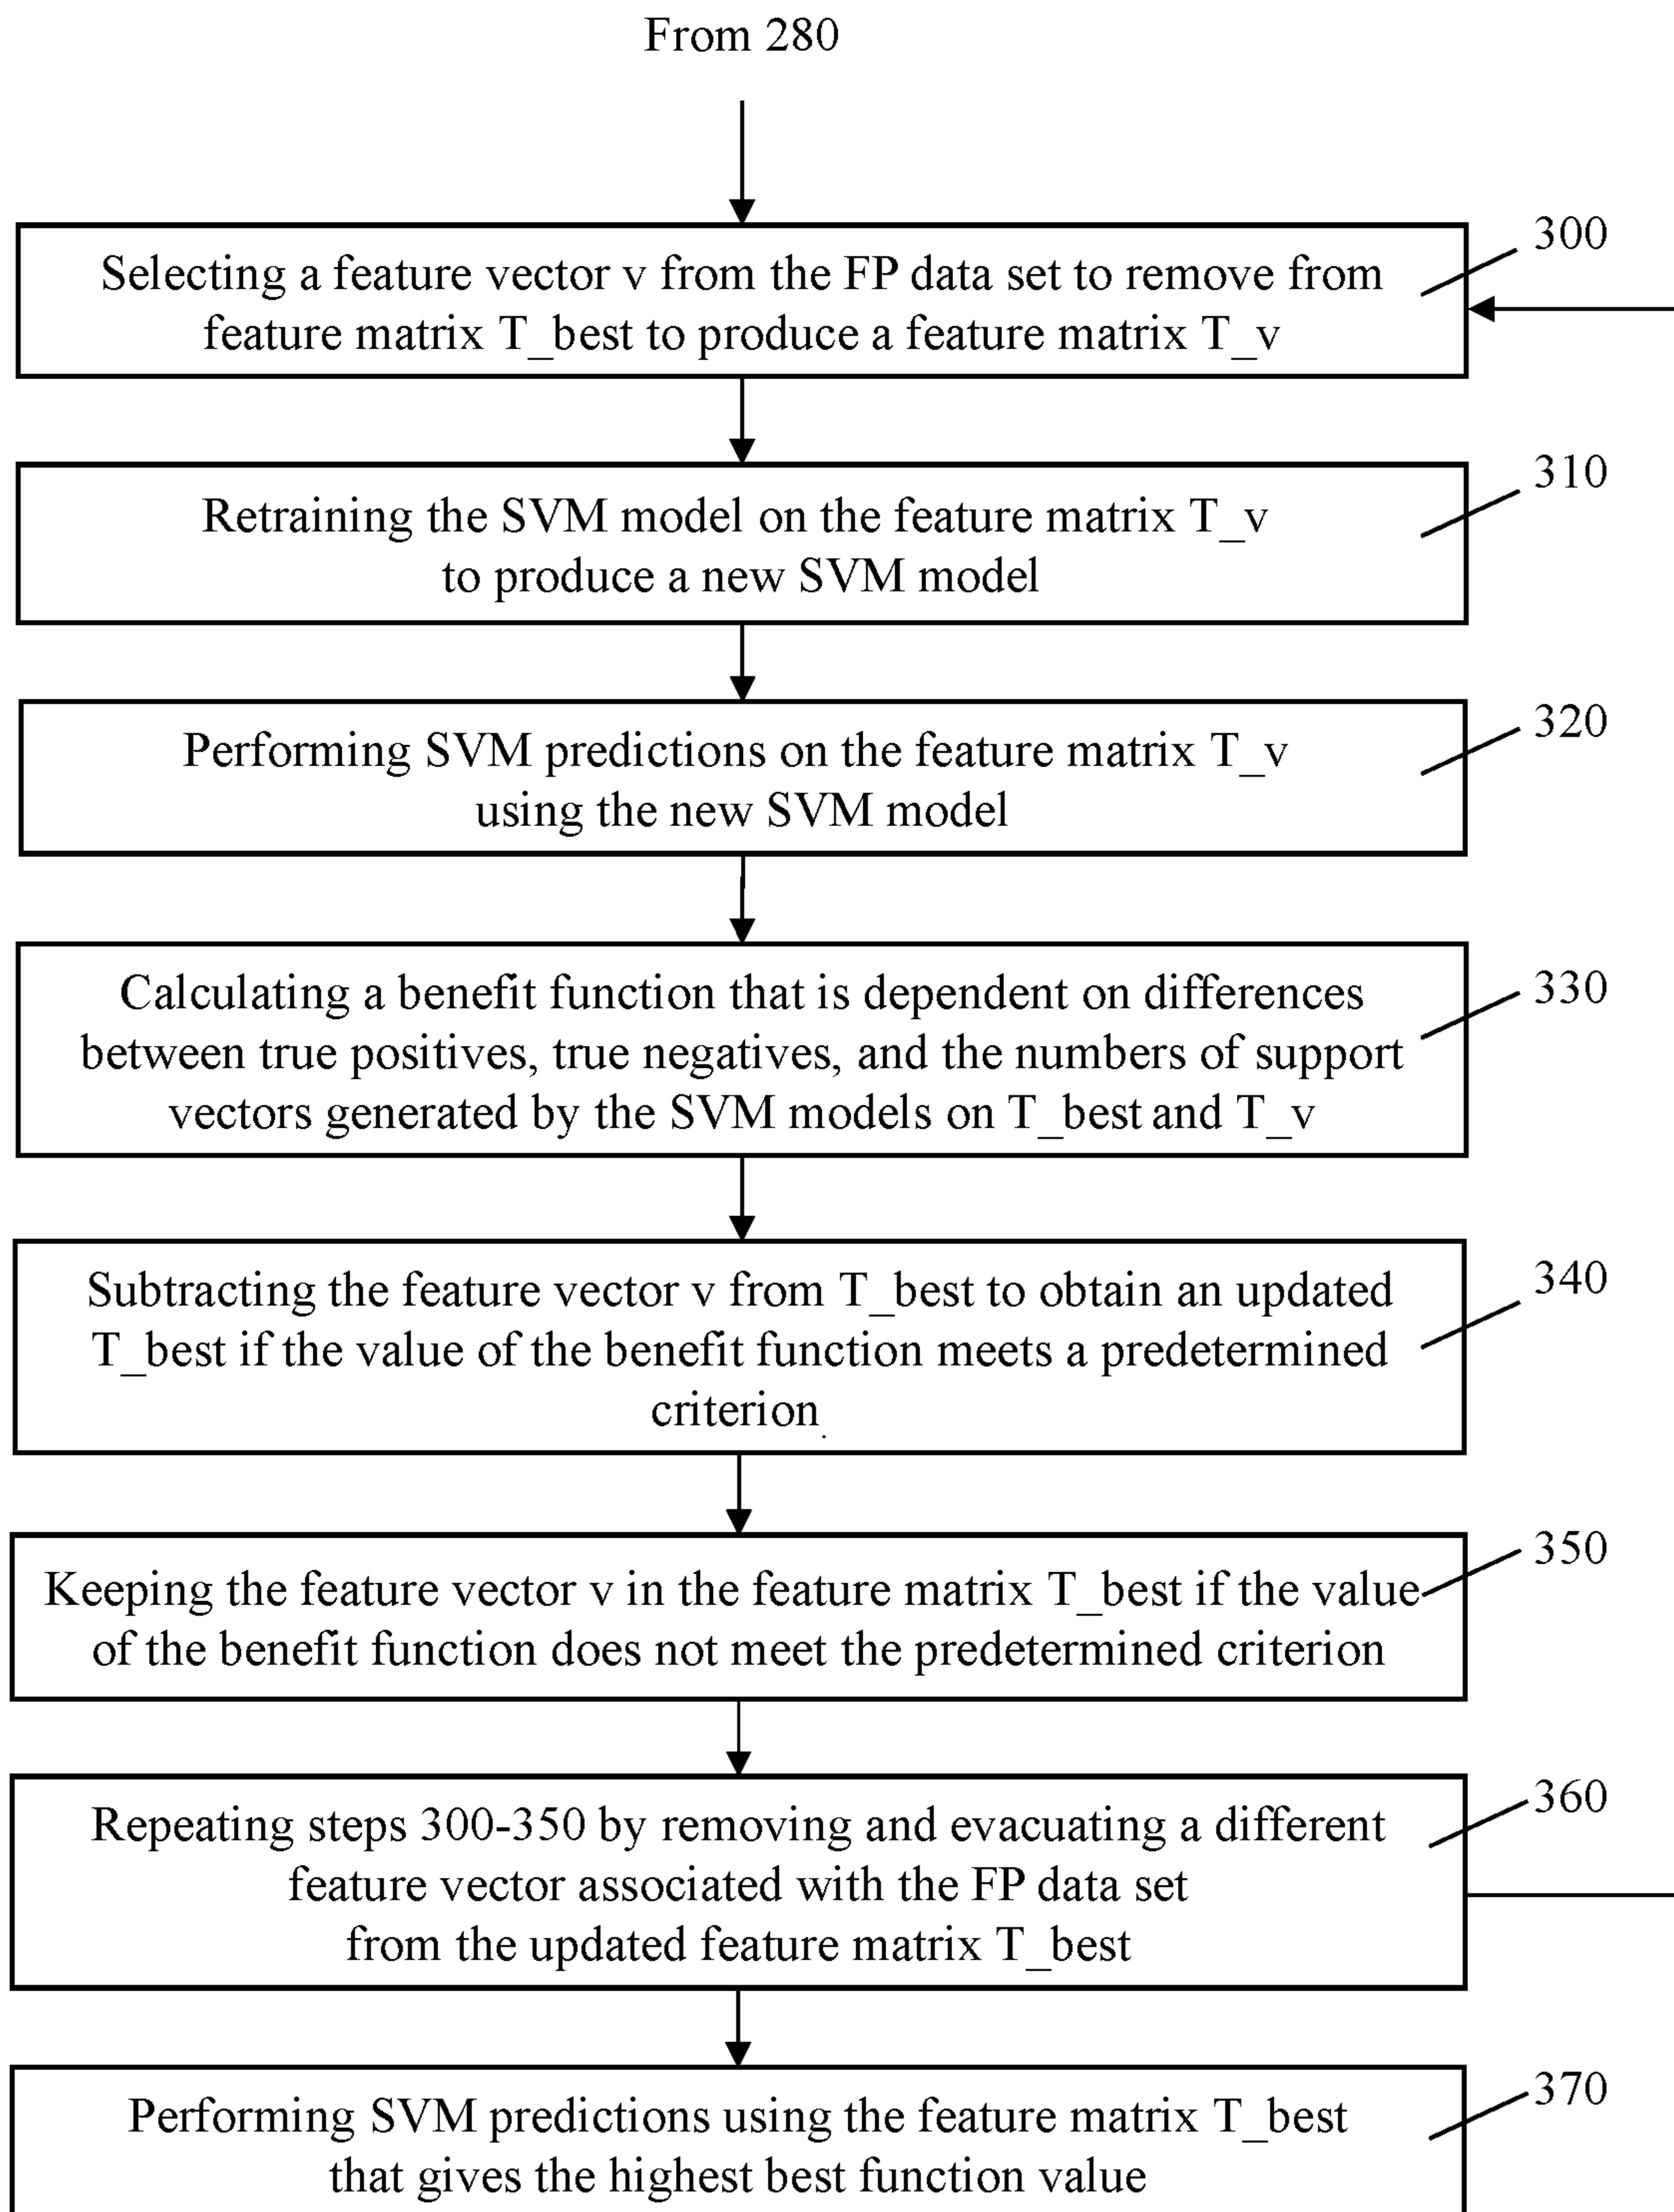 From 280
300
Selecting a feature vector v from the FP data set to remove from
feature matrix T_best to produce a feature matrix T_v
310
Retraining the SVM model on the feature matrix T_v
to produce a new SVM model
320
Performing SVM predictions on the feature matrix T_v
using the new SVM model
330
Calculating a benefit function that is dependent on differences
between true positives, true negatives, and the numbers of support
vectors generated by the SVM models on T_best and T_v
340
Subtracting the feature vector v from T_best to obtain an updated
T_best if the value of the benefit function meets a predetermined
criterion.
350
Keeping the feature vector v in the feature matrix T_best if the value
of the benefit function does not meet the predetermined criterion
360
Repeating steps 300-350 by removing and evacuating a different
feature vector associated with the FP data set
from the updated feature matrix T_best
370
Performing SVM predictions using the feature matrix T_best
that gives the highest best function value